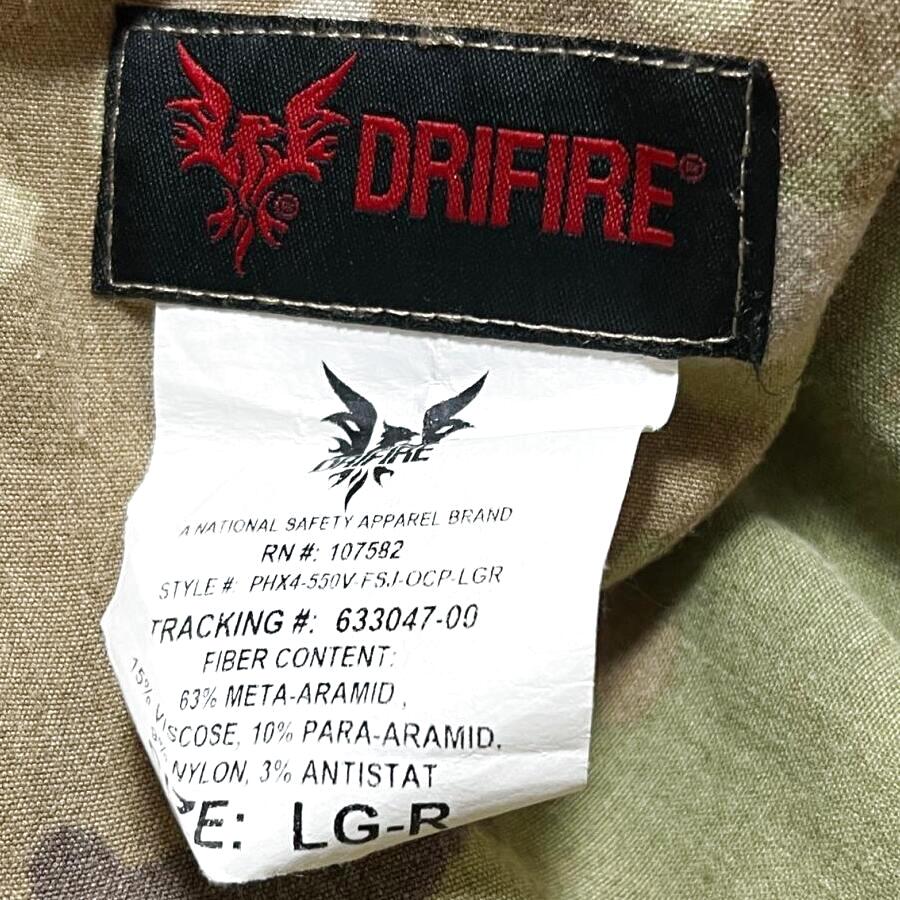 DRIFIRE®
DRIFIRE
A NATIONAL SAFETY APPAREL BRAND
RN #: 107582
STYLE #: PHX4-550V-FSJ-OCP-LGR
TRACKING #: 633047-00
FIBER CONTENT:
63% META-ARAMID,
15% VISCOSE, 10% PARA-ARAMID,
NYLON, 3% ANTISTAT
LG-R